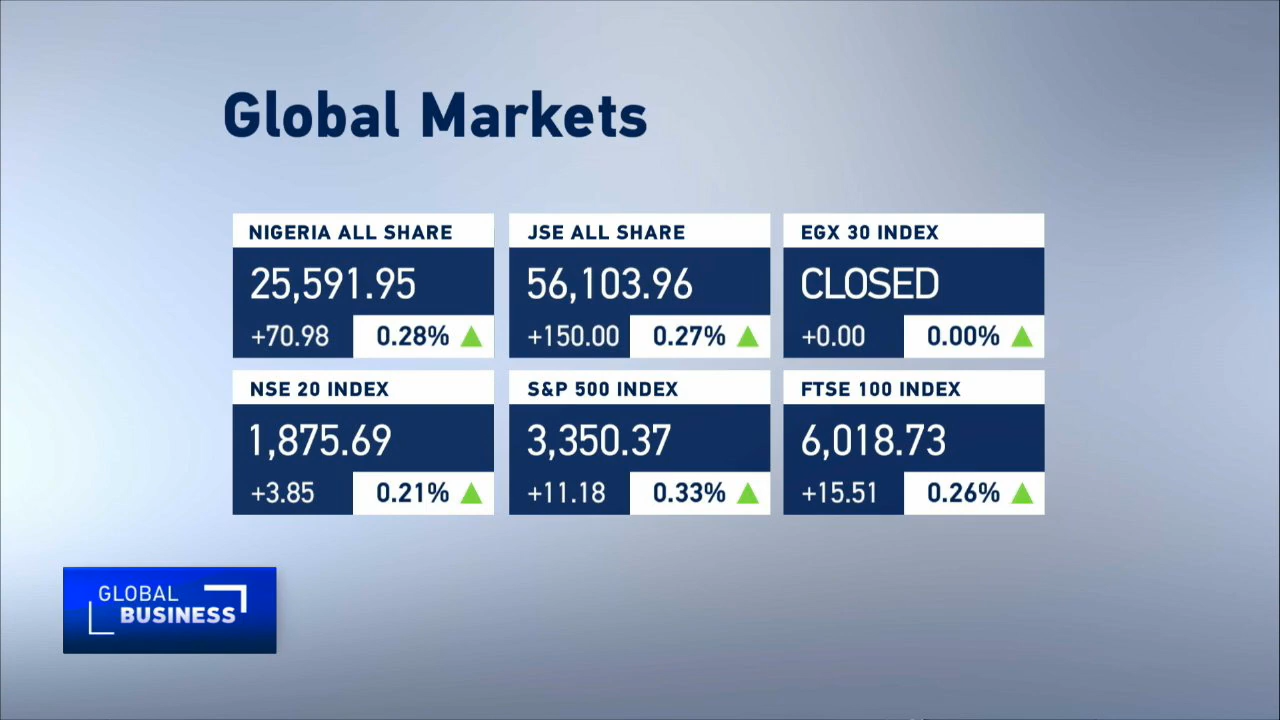 Global Markets
NIGERIA ALL SHARE
25,591.95
+70.98 0.28%
JSE ALL SHARE
56,103.96
+150.00 0.27%
EGX 30 INDEX
CLOSED
+0.00 0.00%
NSE 20 INDEX
1,875.69
+3.85 0.21%
S&P 500 INDEX
3,350.37
+11.18 0.33%
FTSE 100 INDEX
6,018.73
+15.51 0.26%
GLOBAL
BUSINESS